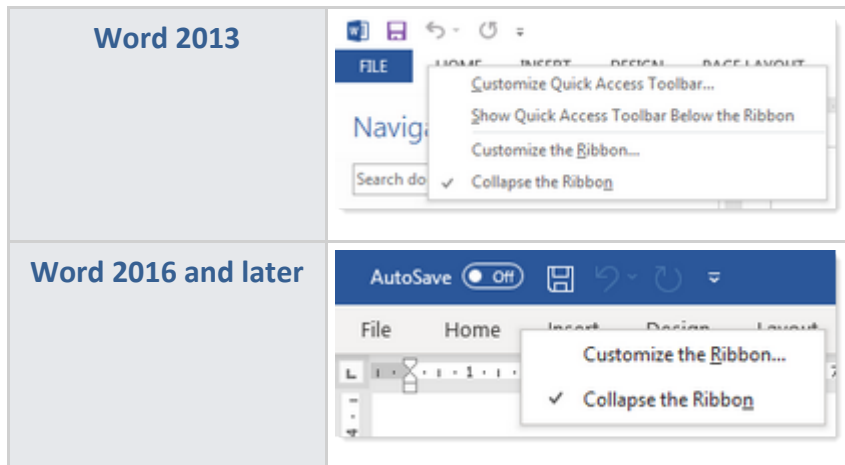 Word 2013
FILE
Customize Quick Access Toolbar...
Show Quick Access Toolbar Below the Ribbon
Customize the Ribbon...
Search do
Collapse the Ribbon
Word 2016 and later
AutoSave Off
File Home Insert Design Layout
Customize the Ribbon...
L 1 7
Collapse the Ribbon